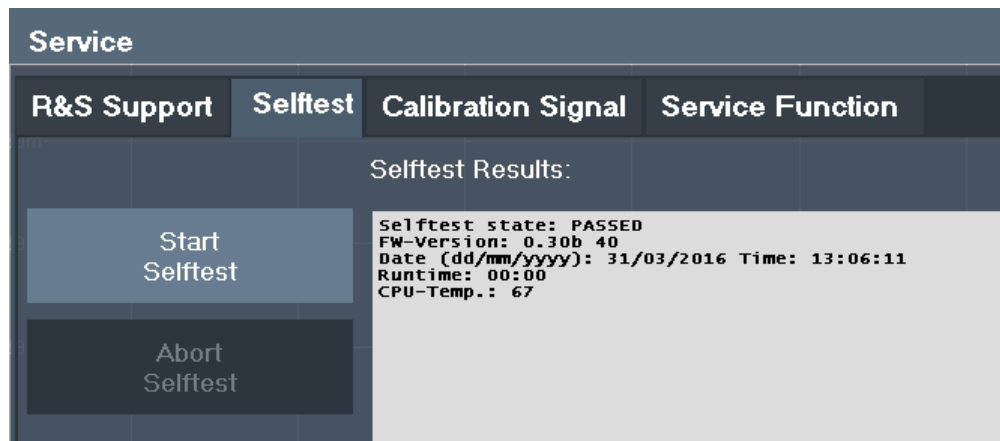 Service
R&S Support Selftest Calibration Signal Service Function
Selftest Results:
Start
Selftest
Abort
Selftest
Selftest state: PASSED
FW-Version: 0.30b 40
Date (dd/mm/yyyy): 31/03/2016 Time: 13:06:11
Runtime: 00:00
CPU-Temp.: 67